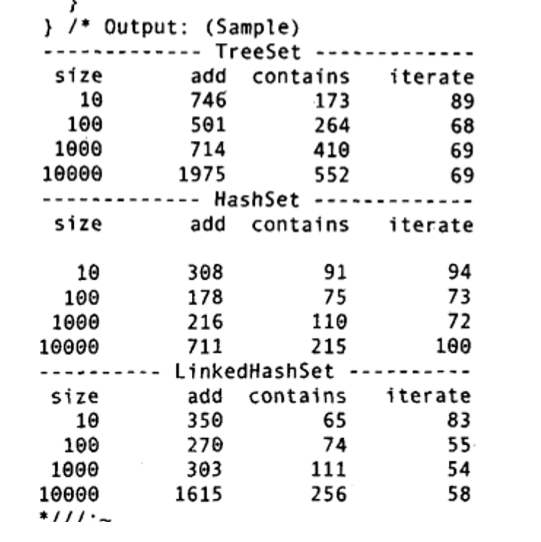 }
} /* Output: (Sample)
------------- TreeSet -------------
size add contains iterate
10 746 173 89
100 501 264 68
1000 714 410 69
10000 1975 552 69
------------- HashSet -------------
size add contains iterate
10 308 91 94
100 178 75 73
1000 216 110 72
10000 711 215 100
---------- LinkedHashSet ----------
size add contains iterate
10 350 65 83
100 270 74 55
1000 303 111 54
10000 1615 256 58
*///:~